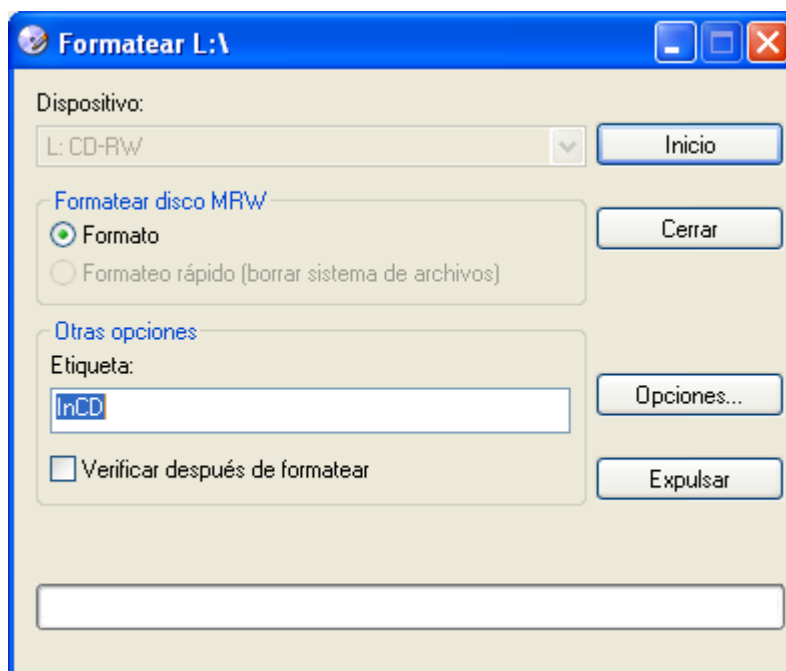 Formatear L:\
Dispositivo:
L: CD-RW
Inicio
Formatear disco MRW
Formato
Cerrar
Formateo rápido (borrar sistema de archivos)
Otras opciones
Etiqueta:
InCD
Opciones...
Verificar después de formatear
Expulsar